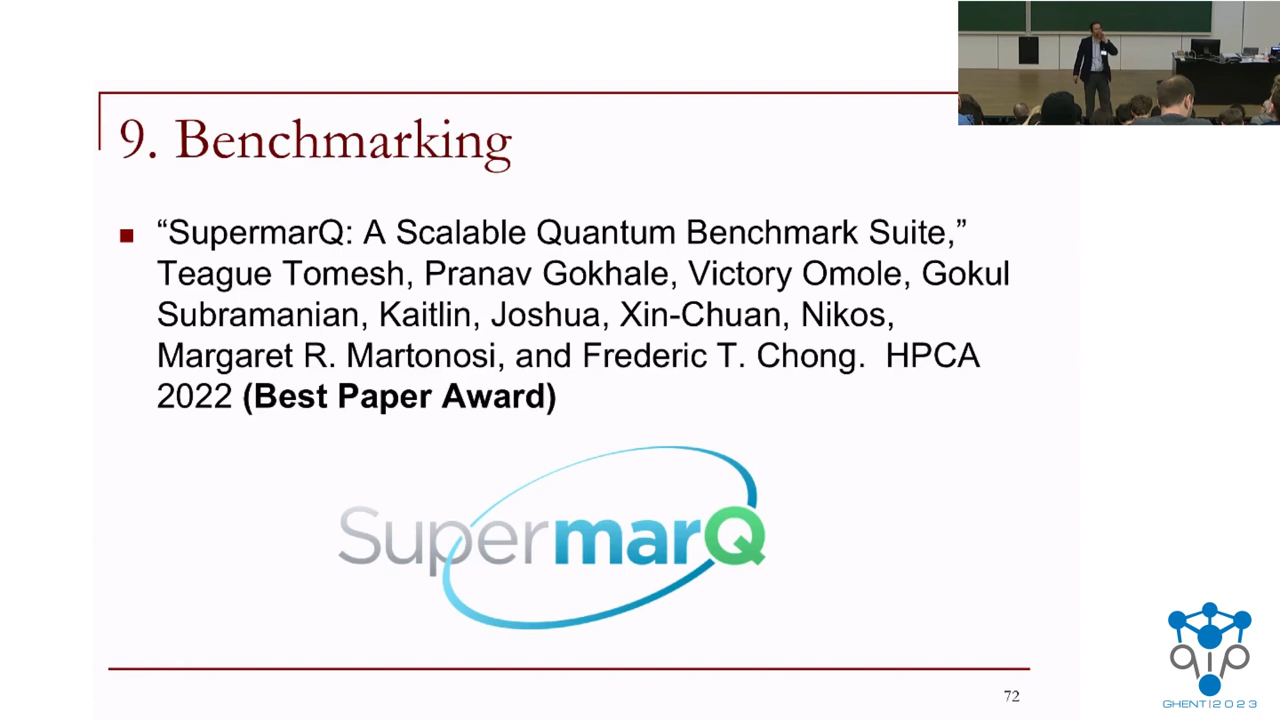 9. Benchmarking
“SupermarQ: A Scalable Quantum Benchmark Suite,”
Teague Tomesh, Pranav Gokhale, Victory Omole, Gokul
Subramanian, Kaitlin, Joshua, Xin-Chuan, Nikos,
Margaret R. Martonosi, and Frederic T. Chong.  HPCA
2022 (Best Paper Award)
SupermarQ
72
qip
GHENT|2023